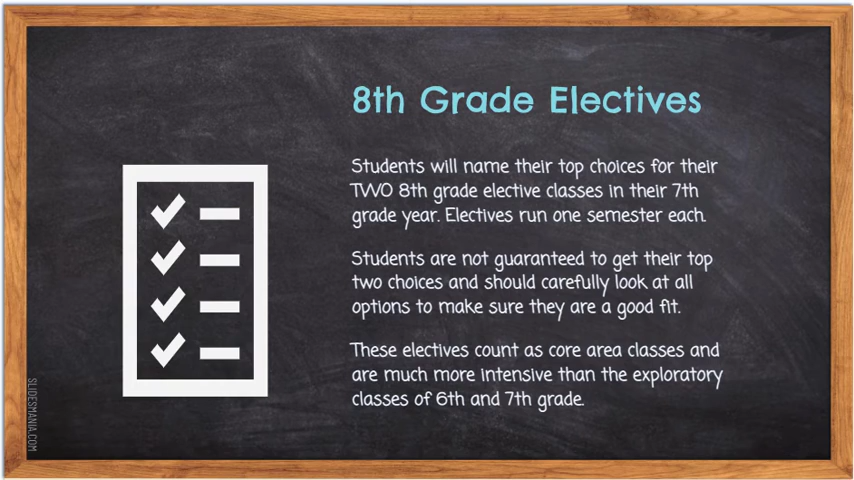 8th Grade Electives
Students will name their top choices for their
TWO 8th grade elective classes in their 7th
grade year. Electives run one semester each.
Students are not guaranteed to get their top
two choices and should carefully look at all
options to make sure they are a good fit.
These electives count as core area classes and
are much more intensive than the exploratory
classes of 6th and 7th grade.
SLIDESMANIA.COM